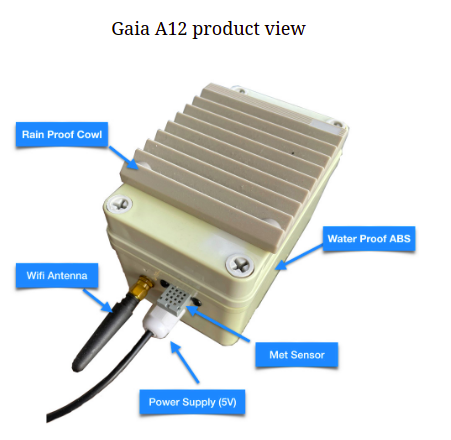 Gaia A12 product view
Rain Proof Cowl
Water Proof ABS
Wifi Antenna
Met Sensor
Power Supply (5V)